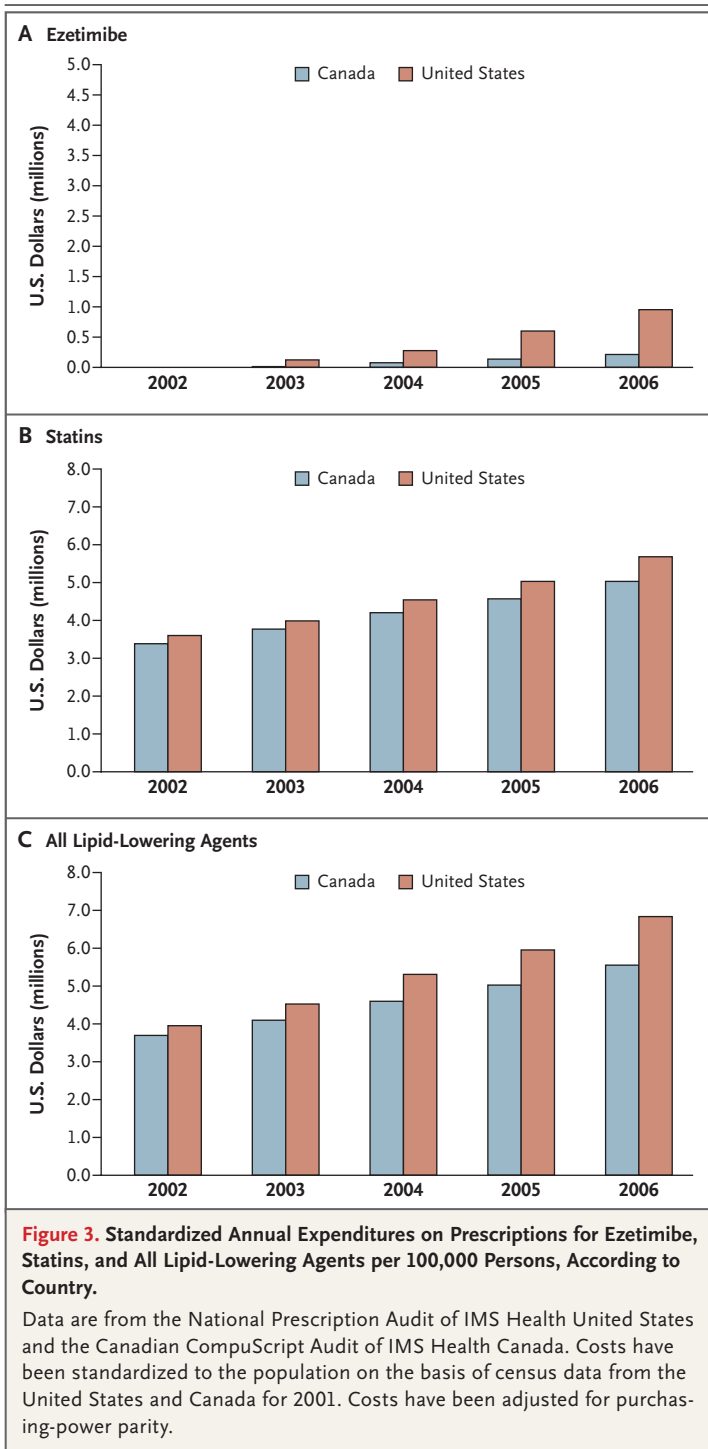 A Ezetimibe
5.0
4.5
4.0
3.5
3.0
2.5
2.0
1.5
1.0
0.5
0.0
U.S. Dollars (millions)
Canada United States
2002 2003 2004 2005 2006
B Statins
8.0
7.0
6.0
5.0
4.0
3.0
2.0
1.0
0.0
U.S. Dollars (millions)
Canada United States
2002 2003 2004 2005 2006
C All Lipid-Lowering Agents
8.0
7.0
6.0
5.0
4.0
3.0
2.0
1.0
0.0
U.S. Dollars (millions)
Canada United States
2002 2003 2004 2005 2006
Figure 3. Standardized Annual Expenditures on Prescriptions for Ezetimibe,
Statins, and All Lipid-Lowering Agents per 100,000 Persons, According to
Country.
Data are from the National Prescription Audit of IMS Health United States
and the Canadian CompuScript Audit of IMS Health Canada. Costs have
been standardized to the population on the basis of census data from the
United States and Canada for 2001. Costs have been adjusted for purchas-
ing-power parity.